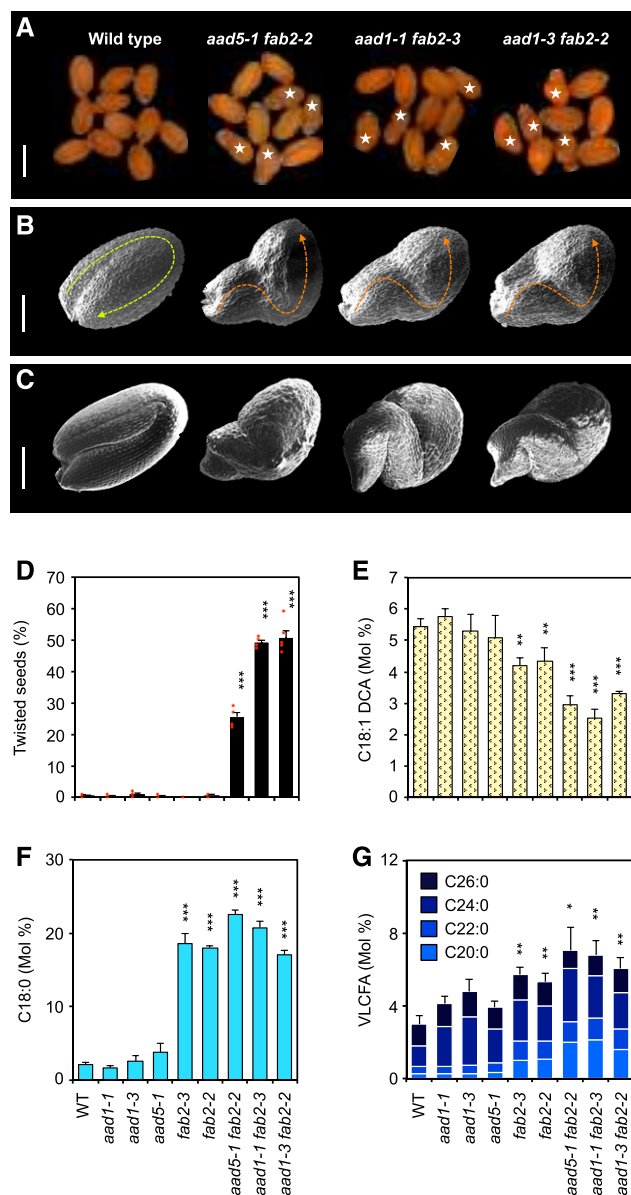 A
Wild type aad5-1 fab2-2 aad1-1 fab2-3 aad1-3 fab2-2
B
C
D
70
60
50
40
30
20
10
0
Twisted seeds (%)
***
***
***
E
7
6
5
4
3
2
1
0
C18:1 DCA (Mol %)
**
**
***
***
***
F
30
20
10
0
C18:0 (Mol %)
***
***
***
***
***
WT
aad1-1
aad1-3
aad5-1
fab2-3
fab2-2
aad5-1 fab2-2
aad1-1 fab2-3
aad1-3 fab2-2
G
12
8
4
0
VLCFA (Mol %)
C26:0
C24:0
C22:0
C20:0
**
**
*
**
**
WT
aad1-1
aad1-3
aad5-1
fab2-3
fab2-2
aad5-1 fab2-2
aad1-1 fab2-3
aad1-3 fab2-2